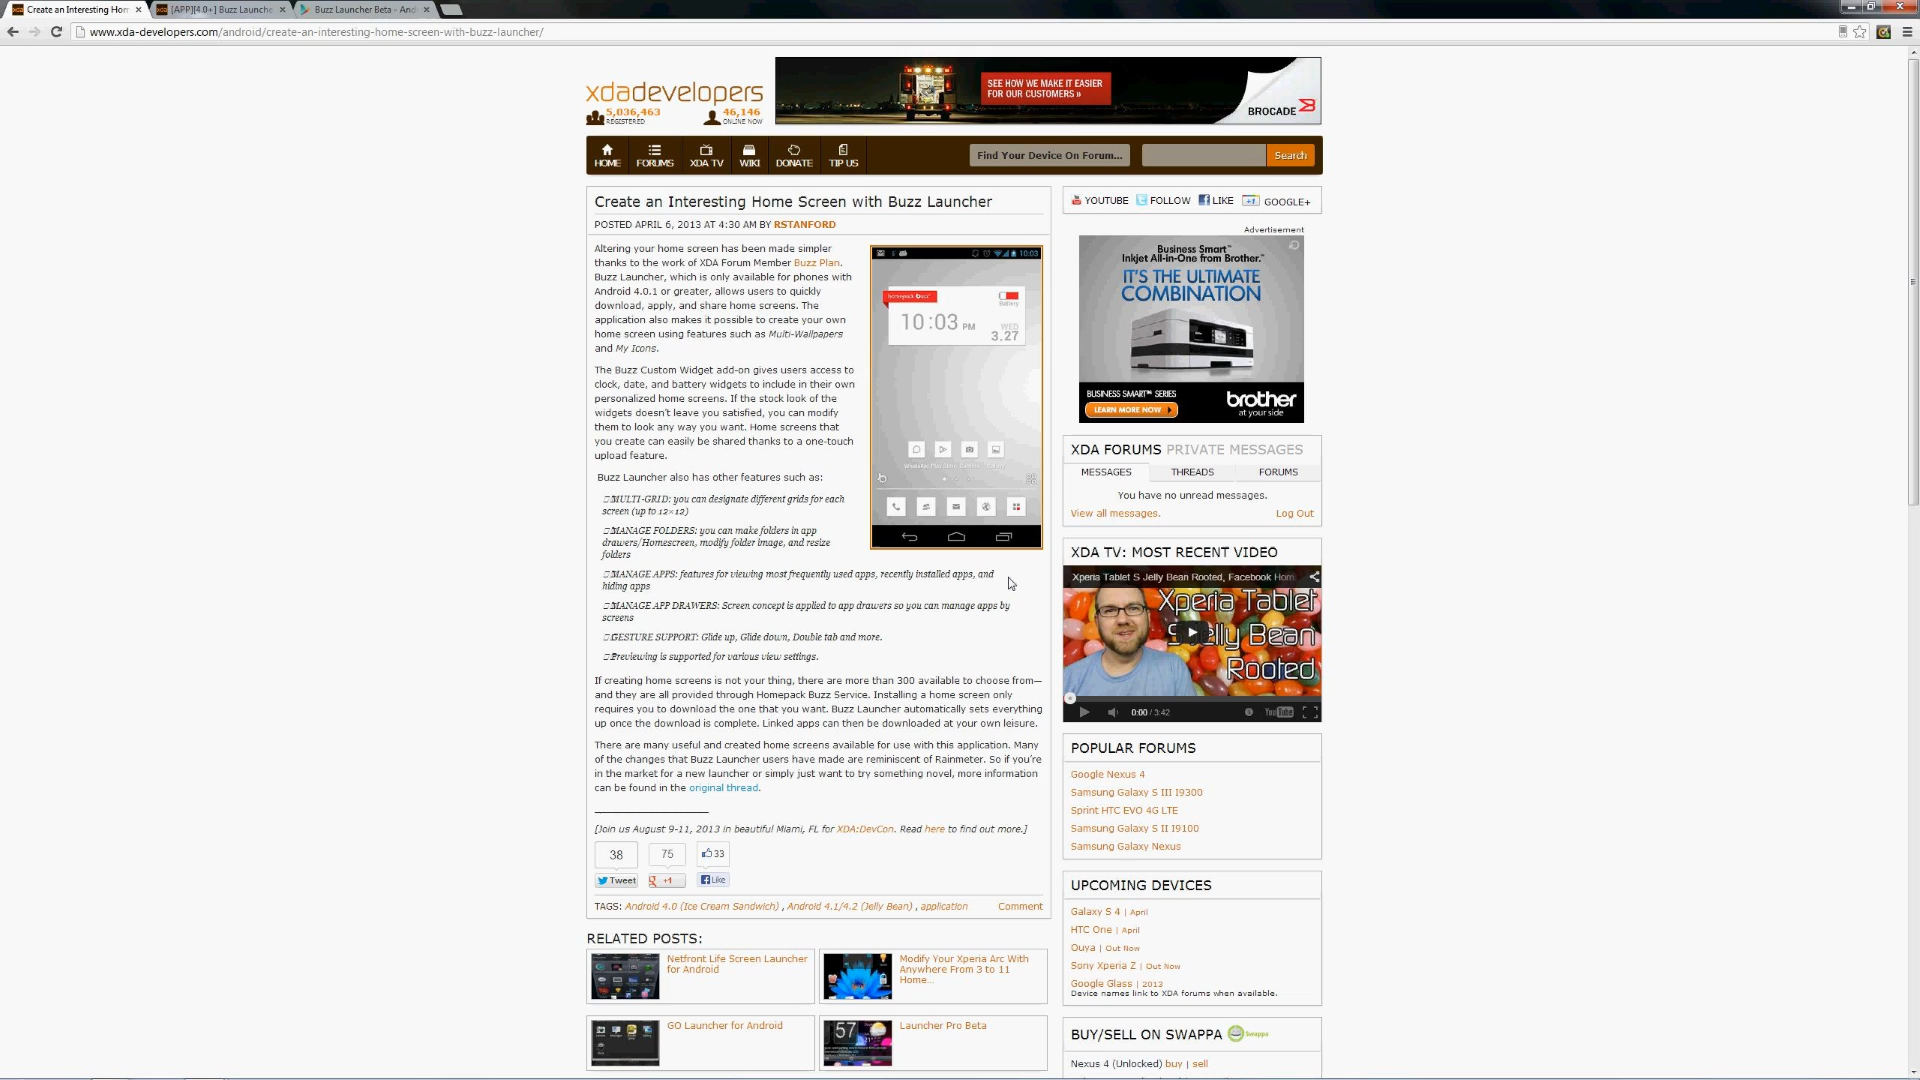 Create an Interesting Hom
[APP][4.0+] Buzz Launche
Buzz Launcher Beta - And
www.xda-developers.com/android/create-an-interesting-home-screen-with-buzz-launcher/
xdadevelopers
5,036,463
REGISTERED
46,146
ONLINE NOW
SEE HOW WE MAKE IT EASIER
FOR OUR CUSTOMERS »
BROCADE
HOME
FORUMS
XDA TV
WIKI
DONATE
TIP US
Find Your Device On Forum...
Search
Create an Interesting Home Screen with Buzz Launcher
POSTED APRIL 6, 2013 AT 4:30 AM BY RSTANFORD
Altering your home screen has been made simpler
thanks to the work of XDA Forum Member Buzz Plan.
Buzz Launcher, which is only available for phones with
Android 4.0.1 or greater, allows users to quickly
download, apply, and share home screens. The
application also makes it possible to create your own
home screen using features such as Multi-Wallpapers
and My Icons.
The Buzz Custom Widget add-on gives users access to
clock, date, and battery widgets to include in their own
personalized home screens. If the stock look of the
widgets doesn't leave you satisfied, you can modify
them to look any way you want. Home screens that
you create can easily be shared thanks to a one-touch
upload feature.
10:03
homepack buzz
Battery
10:03 PM
WED
3.27
Buzz Launcher also has other features such as:
MULTI-GRID: you can designate different grids for each
screen (up to 12×12)
MANAGE FOLDERS: you can make folders in app
drawers/Homescreen, modify folder image, and resize
folders
MANAGE APPS: features for viewing most frequently used apps, recently installed apps, and
hiding apps
MANAGE APP DRAWERS: Screen concept is applied to app drawers so you can manage apps by
screens
GESTURE SUPPORT: Glide up, Glide down, Double tab and more.
Previewing is supported for various view settings.
If creating home screens is not your thing, there are more than 300 available to choose from—
and they are all provided through Homepack Buzz Service. Installing a home screen only
requires you to download the one that you want. Buzz Launcher automatically sets everything
up once the download is complete. Linked apps can then be downloaded at your own leisure.
There are many useful and created home screens available for use with this application. Many
of the changes that Buzz Launcher users have made are reminiscent of Rainmeter. So if you're
in the market for a new launcher or simply just want to try something novel, more information
can be found in the original thread.
[Join us August 9-11, 2013 in beautiful Miami, FL for XDA:DevCon. Read here to find out more.]
38
75
33
Tweet
+1
Like
TAGS: Android 4.0 (Ice Cream Sandwich) , Android 4.1/4.2 (Jelly Bean) , application
Comment
RELATED POSTS:
Netfront Life Screen Launcher
for Android
Modify Your Xperia Arc With
Anywhere From 3 to 11
Home...
GO Launcher for Android
57
Launcher Pro Beta
YOUTUBE
FOLLOW
LIKE
+1
GOOGLE+
Advertisement
Business Smart™
Inkjet All-in-One from Brother.™
IT'S THE ULTIMATE
COMBINATION
BUSINESS SMART™ SERIES
LEARN MORE NOW
brother
at your side
XDA FORUMS PRIVATE MESSAGES
MESSAGES
THREADS
FORUMS
You have no unread messages.
View all messages.
Log Out
XDA TV: MOST RECENT VIDEO
Xperia Tablet S Jelly Bean Rooted, Facebook Hom
Xperia Tablet
S Jelly Bean
Rooted
0:00 / 3:42
YouTube
POPULAR FORUMS
Google Nexus 4
Samsung Galaxy S III I9300
Sprint HTC EVO 4G LTE
Samsung Galaxy S II I9100
Samsung Galaxy Nexus
UPCOMING DEVICES
Galaxy S 4 | April
HTC One | April
Ouya | Out Now
Sony Xperia Z | Out Now
Google Glass | 2013
Device names link to XDA forums when available.
BUY/SELL ON SWAPPA
Swappa
Nexus 4 (Unlocked) buy | sell